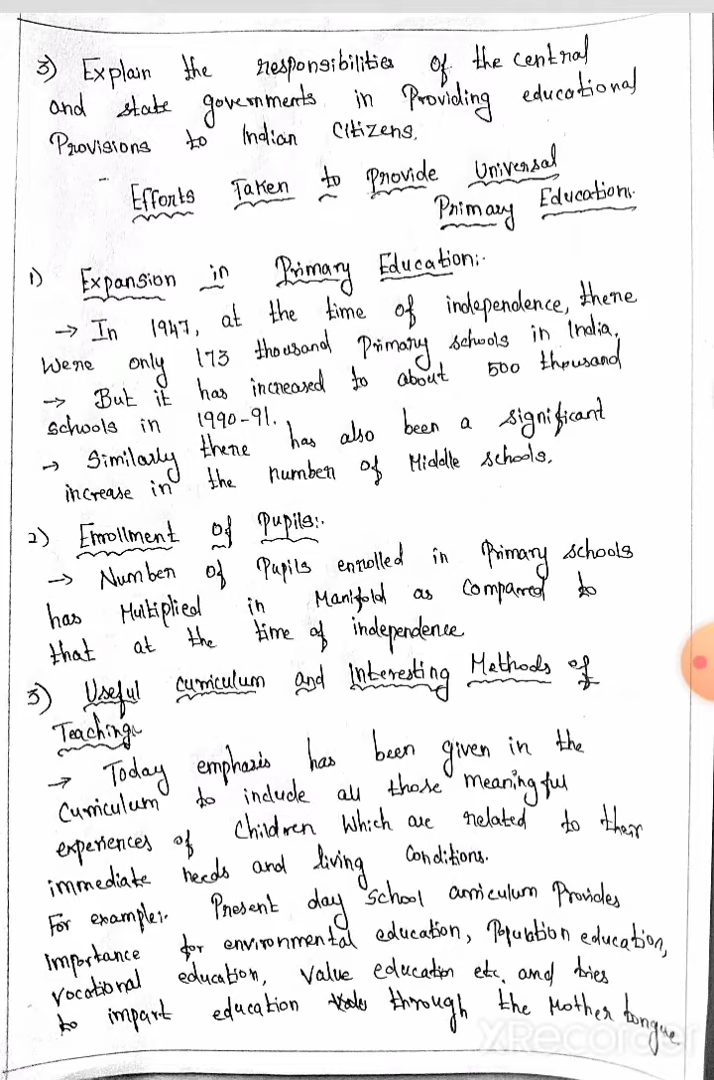 3) Explain the responsibilities of the central
and state governments in Providing educational
Provisions to Indian Citizens.
- Efforts Taken to Provide Universal
Primary Education:-
1) Expansion in Primary Education:-
→ In 1947, at the time of independence, there
were only 173 thousand Primary schools in India.
→ But it has increased to about 500 thousand
schools in 1990-91.
→ Similarly there has also been a significant
increase in the number of Middle schools.
2) Enrollment of Pupils:-
→ Number of Pupils enrolled in Primary schools
has Multiplied in Manifold as Compared to
that at the time of independence
3) Useful curriculum and Interesting Methods of
Teaching:-
→ Today emphasis has been given in the
Curriculum to include all those meaningful
experiences of Children Which are related to their
immediate needs and living Conditions.
For example:- Present day School curriculum Provides
importance for environmental education, Population education,
vocational education, Value education etc. and tries
to impart education through the Mother tongue
XRecorder